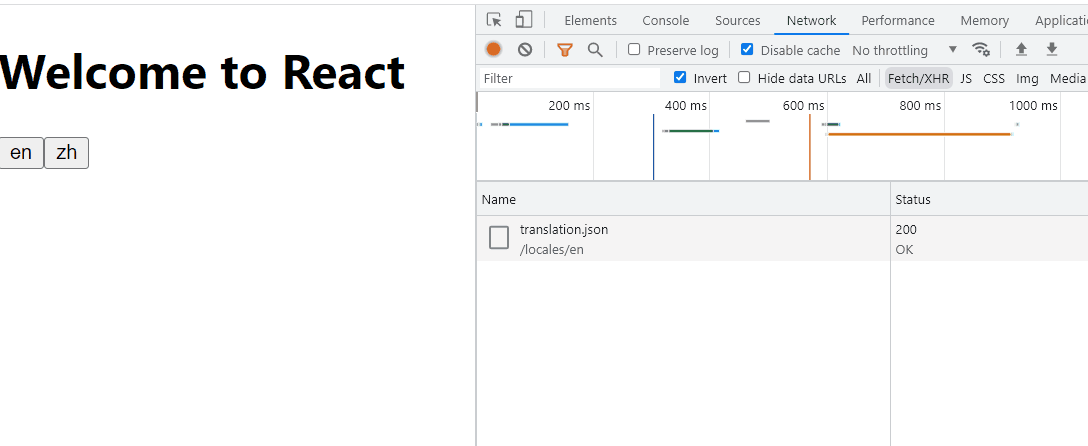 Elements Console Sources Network Performance Memory Applicati
Welcome to React
Preserve log Disable cache No throttling
Filter Invert Hide data URLs All Fetch/XHR JS CSS Img Media
200 ms 400 ms 600 ms 800 ms 1000 ms
en zh
Name Status
translation.json 200
/locales/en OK